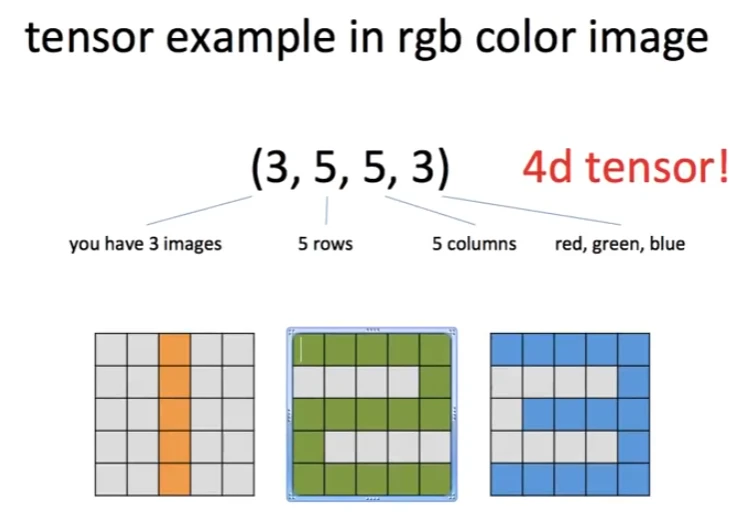 tensor example in rgb color image
(3, 5, 5, 3) 4d tensor!
you have 3 images 5 rows 5 columns red, green, blue